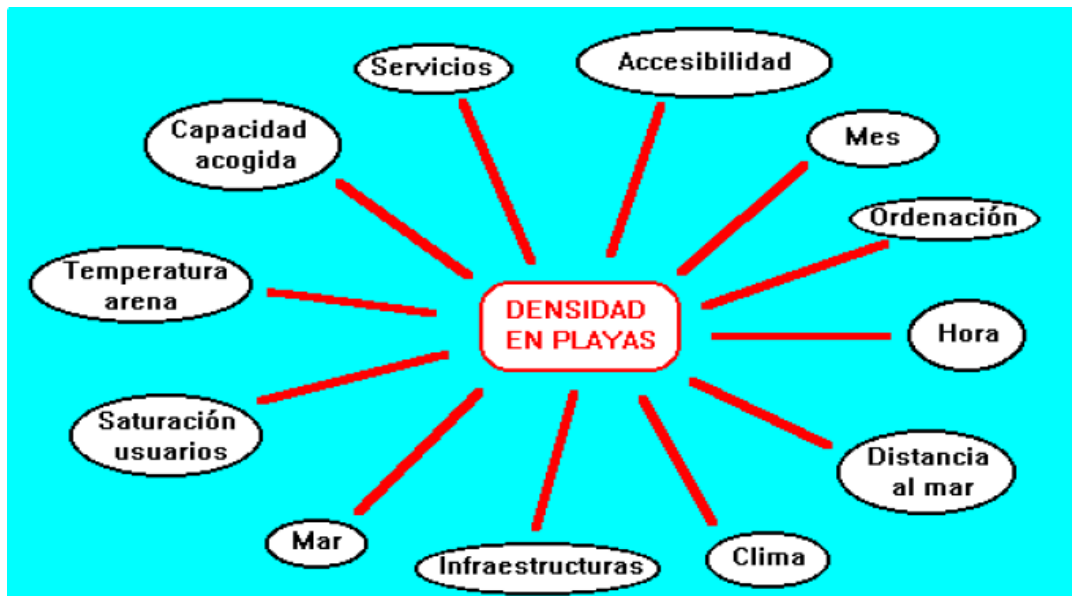 Servicios
Accesibilidad
Capacidad
acogida
Mes
Ordenación
Temperatura
arena
DENSIDAD
EN PLAYAS
Hora
Saturación
usuarios
Distancia
al mar
Mar
Infraestructuras
Clima